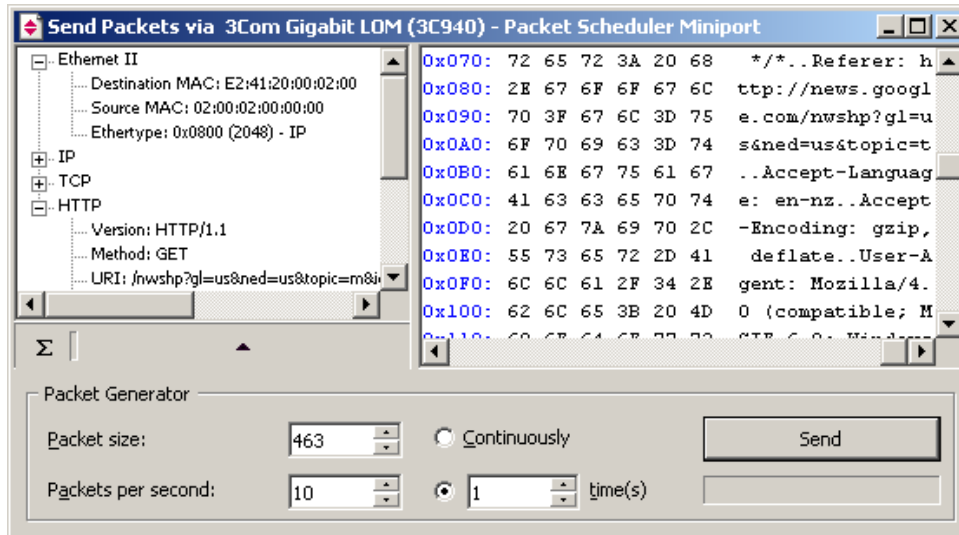 Send Packets via 3Com Gigabit LOM (3C940) - Packet Scheduler Miniport
Ethernet II
Destination MAC: E2:41:20:00:02:00
Source MAC: 02:00:02:00:00:00
Ethertype: 0x0800 (2048) - IP
IP
TCP
HTTP
Version: HTTP/1.1
Method: GET
URI: /nwshp?gl=us&ned=us&topic=m&i
Σ
0x070: 72 65 72 3A 20 68 */*..Referer: h
0x080: 2E 67 6F 6F 67 6C ttp://news.googl
0x090: 70 3F 67 6C 3D 75 e.com/nwshp?gl=u
0x0A0: 6F 70 69 63 3D 74 s&ned=us&topic=t
0x0B0: 61 6E 67 75 61 67 ..Accept-Languag
0x0C0: 41 63 63 65 70 74 e: en-nz..Accept
0x0D0: 20 67 7A 69 70 2C -Encoding: gzip,
0x0E0: 55 73 65 72 2D 41 deflate..User-A
0x0F0: 6C 6C 61 2F 34 2E gent: Mozilla/4.
0x100: 62 6C 65 3B 20 4D 0 (compatible; M
Packet Generator
Packet size: 463
Continuously
Send
Packets per second: 10
1 time(s)